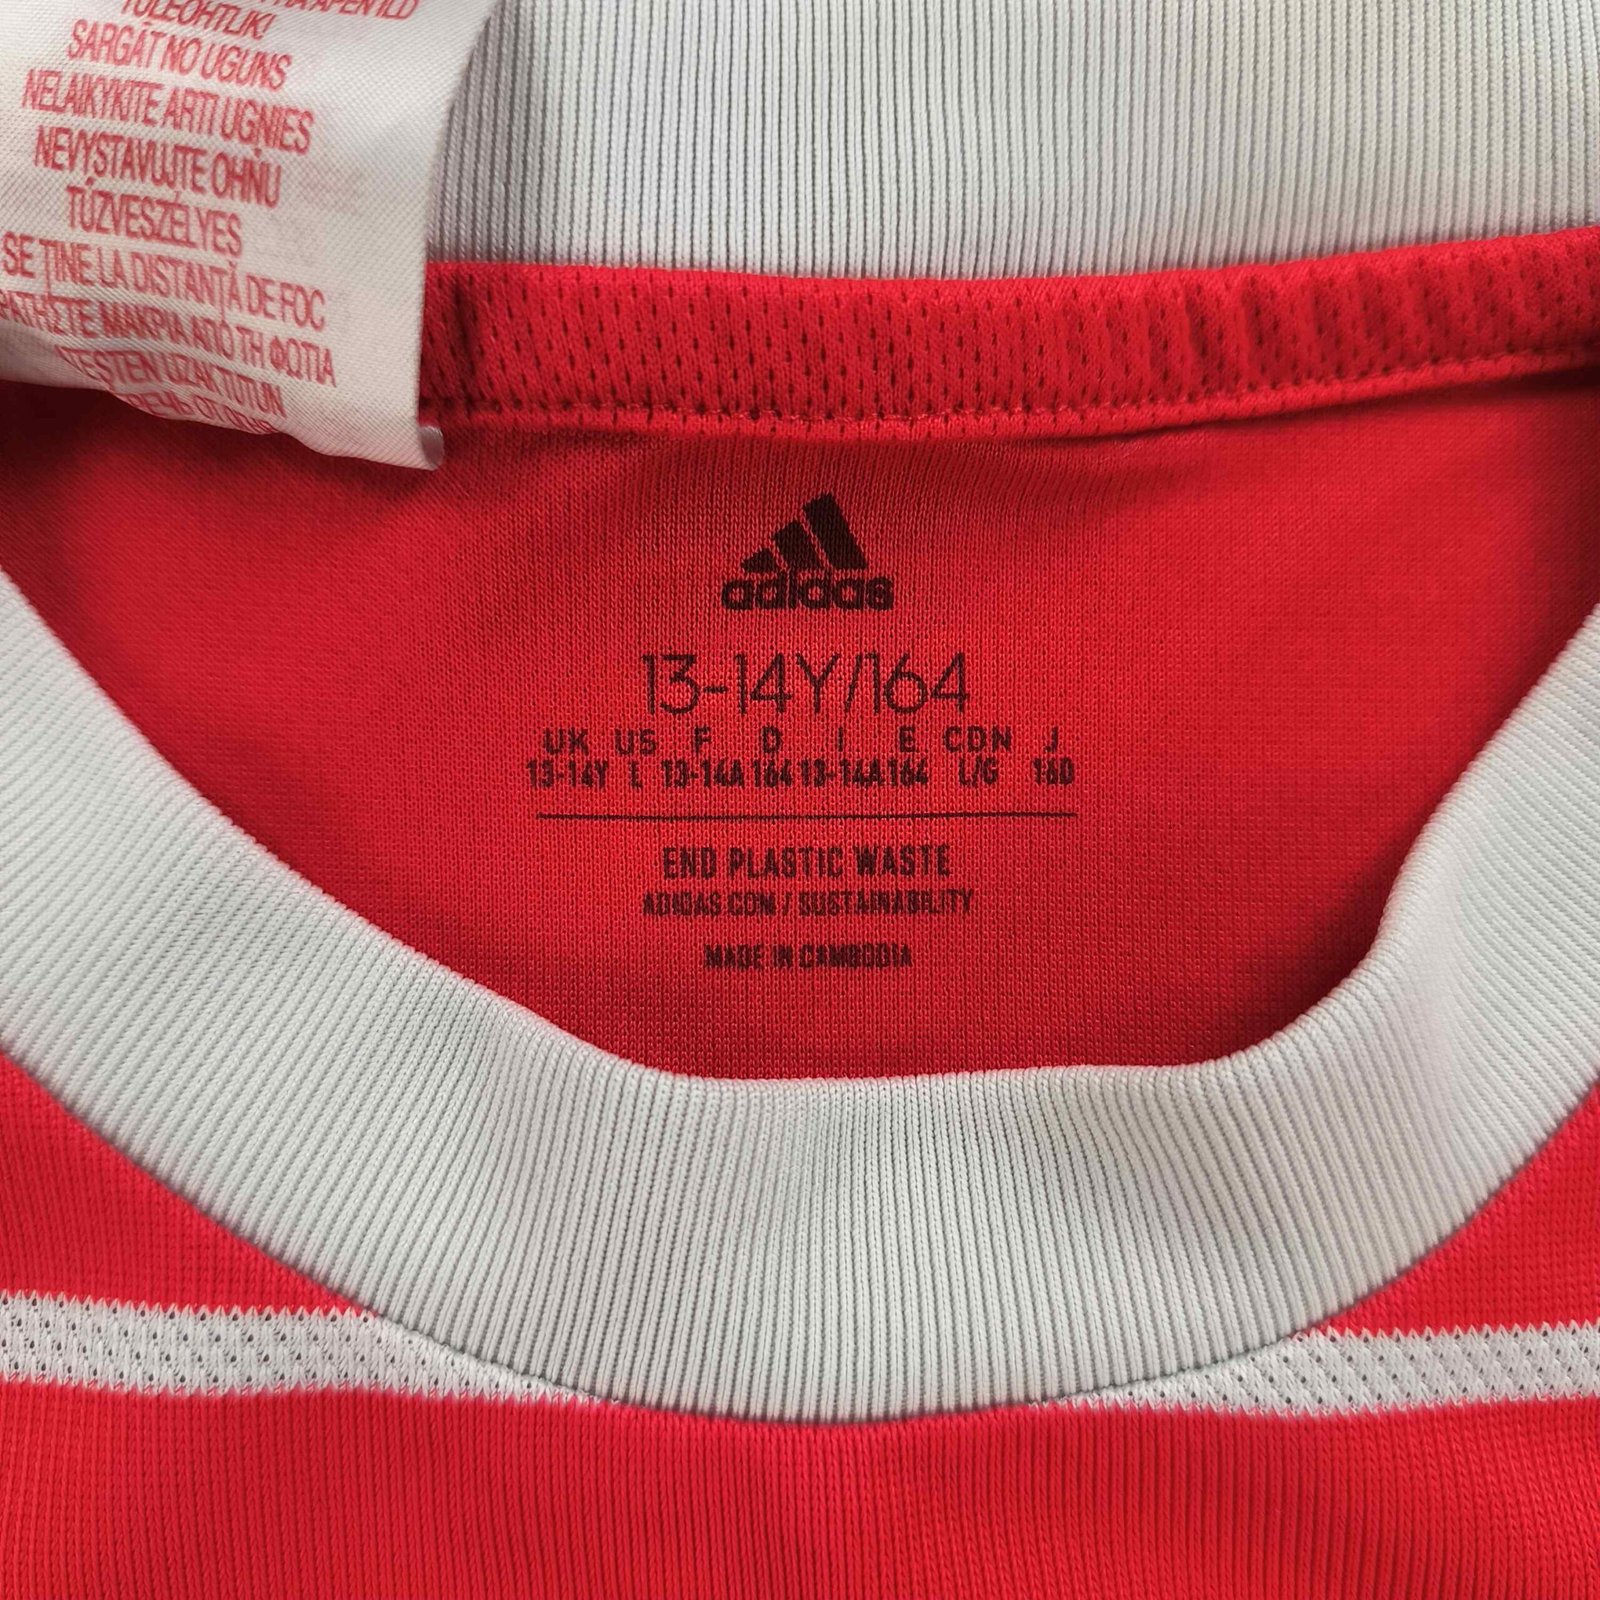 TULEOHTLIK!
SARGĀT NO UGUNS
NELAIKYKITE ARTI UGNIES
NEVYSTAVUJTE OHŇU
TŰZVESZÉLYES
SE ȚINE LA DISTANȚĂ DE FOC
ΜΑΚΡΙΑ ΑΠΟ ΤΗ ΦΩΤΙΑ
ATEŞTEN UZAK TUTUN
adidas
13-14Y/164
UK US F D I E CDN J
13-14Y L 13-14A 164 13-14A 164 L/G 160
END PLASTIC WASTE
ADIDAS.COM / SUSTAINABILITY
MADE IN CAMBODIA